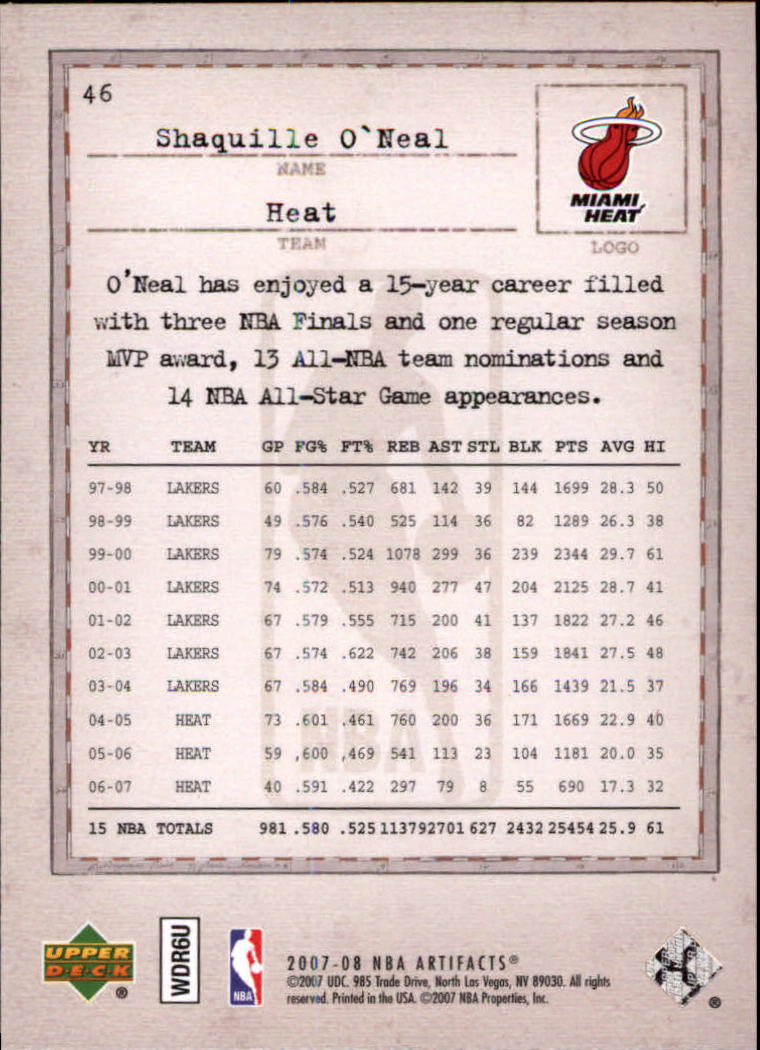 46
Shaquille O`Neal
NAME
Heat
TEAM
MIAMI
HEAT
LOGO
O'Neal has enjoyed a 15-year career filled
with three NBA Finals and one regular season
MVP award, 13 All-NBA team nominations and
14 NBA All-Star Game appearances.
YR TEAM GP FG% FT% REB AST STL BLK PTS AVG HI
97-98 LAKERS 60 .584 .527 681 142 39 144 1699 28.3 50
98-99 LAKERS 49 .576 .540 525 114 36 82 1289 26.3 38
99-00 LAKERS 79 .574 .524 1078 299 36 239 2344 29.7 61
00-01 LAKERS 74 .572 .513 940 277 47 204 2125 28.7 41
01-02 LAKERS 67 .579 .555 715 200 41 137 1822 27.2 46
02-03 LAKERS 67 .574 .622 742 206 38 159 1841 27.5 48
03-04 LAKERS 67 .584 .490 769 196 34 166 1439 21.5 37
04-05 HEAT 73 .601 .461 760 200 36 171 1669 22.9 40
05-06 HEAT 59 ,600 ,469 541 113 23 104 1181 20.0 35
06-07 HEAT 40 .591 .422 297 79 8 55 690 17.3 32
NBA
15 NBA TOTALS 981 .580 .525 11379 2701 627 2432 25454 25.9 61
UPPER
D·E·C·K
®
WDR6U
NBA
2007-08 NBA ARTIFACTS®
©2007 UDC. 985 Trade Drive, North Las Vegas, NV 89030. All rights
reserved. Printed in the USA. ©2007 NBA Properties, Inc.
®